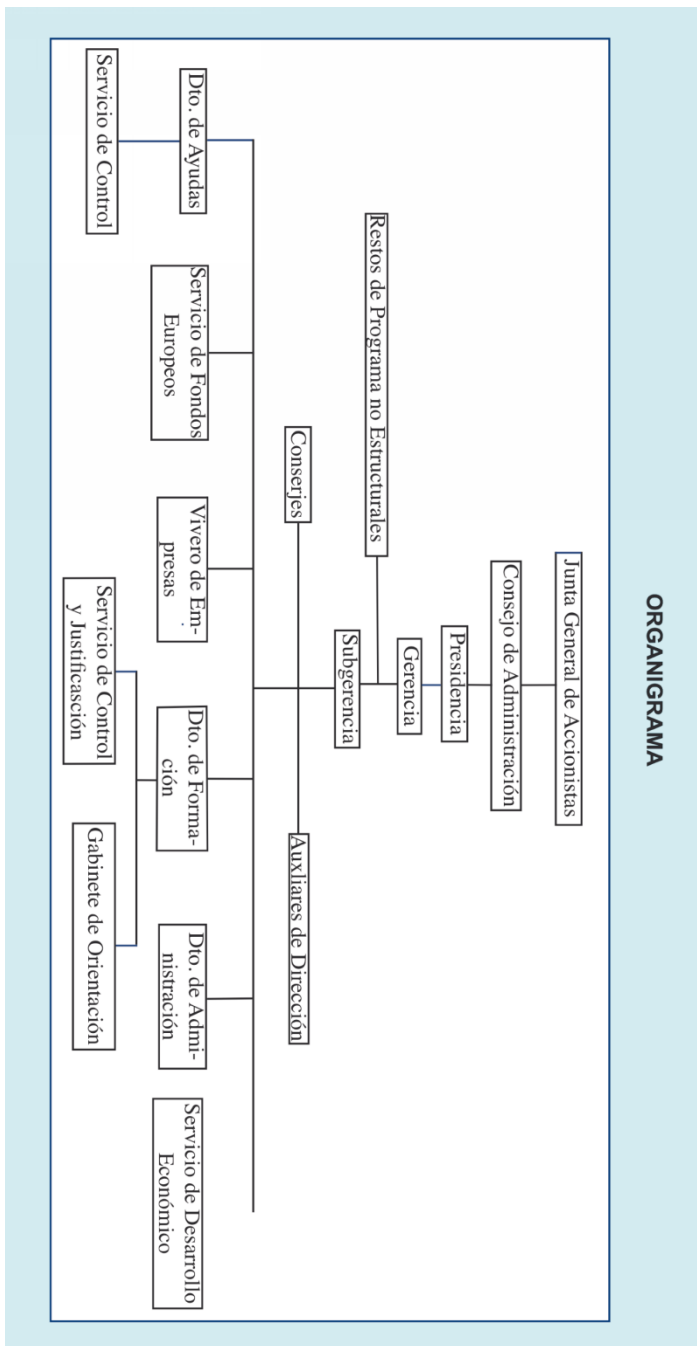 ORGANIGRAMA
Junta General de Accionistas
Consejo de Administración
Presidencia
Gerencia
Restos de Programa no Estructurales
Subgerencia
Conserjes
Auxliares de Dirección
Dto. de Ayudas
Servicio de Fondos
Europeos
Vivero de Em-
presas
Dto. de Forma-
ción
Dto. de Admi-
nistración
Servicio de Desarrollo
Económico
Servicio de Control
Servicio de Control
y Justificasción
Gabinete de Orientación